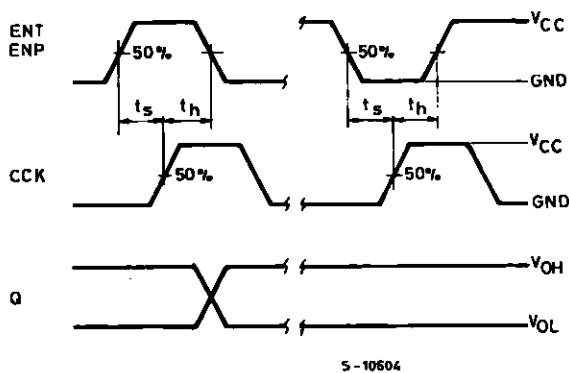 ENT
ENP
50%
50%
VCC
GND
ts
th
ts
th
CCK
50%
50%
VCC
GND
Q
VOH
VOL
S-10604